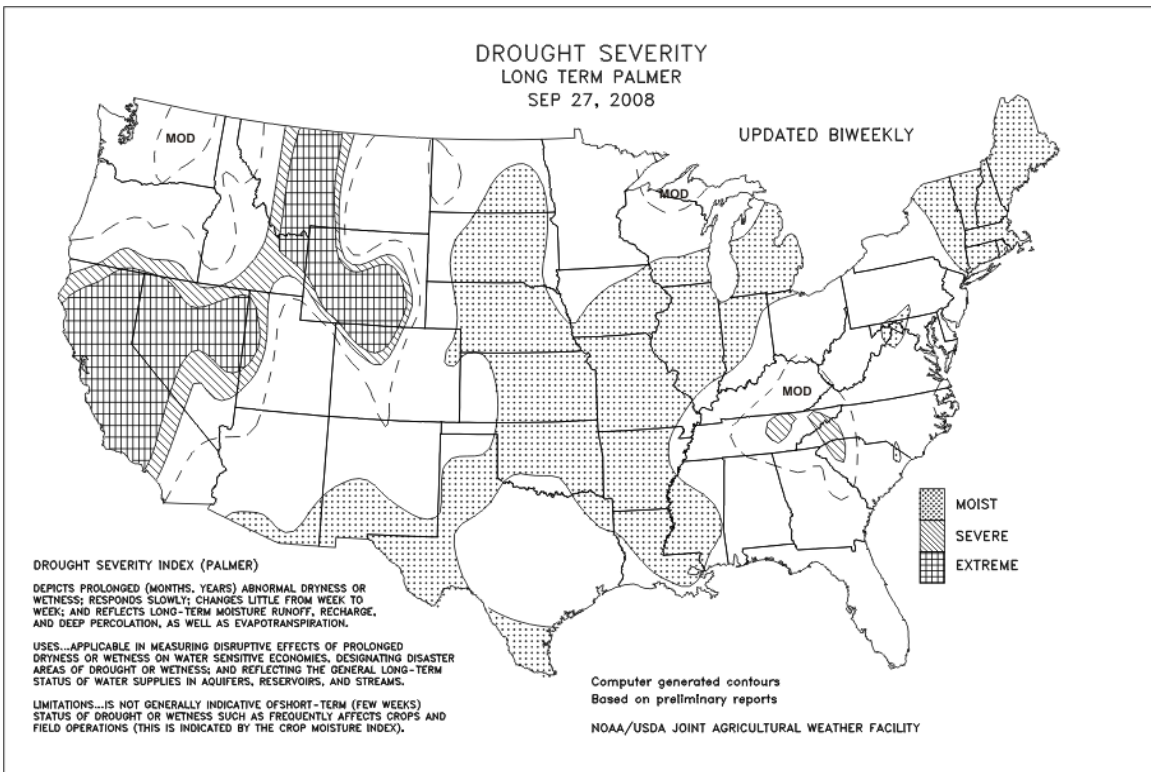 DROUGHT SEVERITY
LONG TERM PALMER
SEP 27, 2008
UPDATED BIWEEKLY
MOD
MOD
MOD
MOIST
SEVERE
EXTREME
DROUGHT SEVERITY INDEX (PALMER)
DEPICTS PROLONGED (MONTHS, YEARS) ABNORMAL DRYNESS OR
WETNESS; RESPONDS SLOWLY; CHANGES LITTLE FROM WEEK TO
WEEK; AND REFLECTS LONG-TERM MOISTURE RUNOFF, RECHARGE,
AND DEEP PERCOLATION, AS WELL AS EVAPOTRANSPIRATION.
USES...APPLICABLE IN MEASURING DISRUPTIVE EFFECTS OF PROLONGED
DRYNESS OR WETNESS ON WATER SENSITIVE ECONOMIES, DESIGNATING DISASTER
AREAS OF DROUGHT OR WETNESS; AND REFLECTING THE GENERAL LONG-TERM
STATUS OF WATER SUPPLIES IN AQUIFERS, RESERVOIRS, AND STREAMS.
LIMITATIONS...IS NOT GENERALLY INDICATIVE OFSHORT-TERM (FEW WEEKS)
STATUS OF DROUGHT OR WETNESS SUCH AS FREQUENTLY AFFECTS CROPS AND
FIELD OPERATIONS (THIS IS INDICATED BY THE CROP MOISTURE INDEX).
Computer generated contours
Based on preliminary reports
NOAA/USDA JOINT AGRICULTURAL WEATHER FACILITY